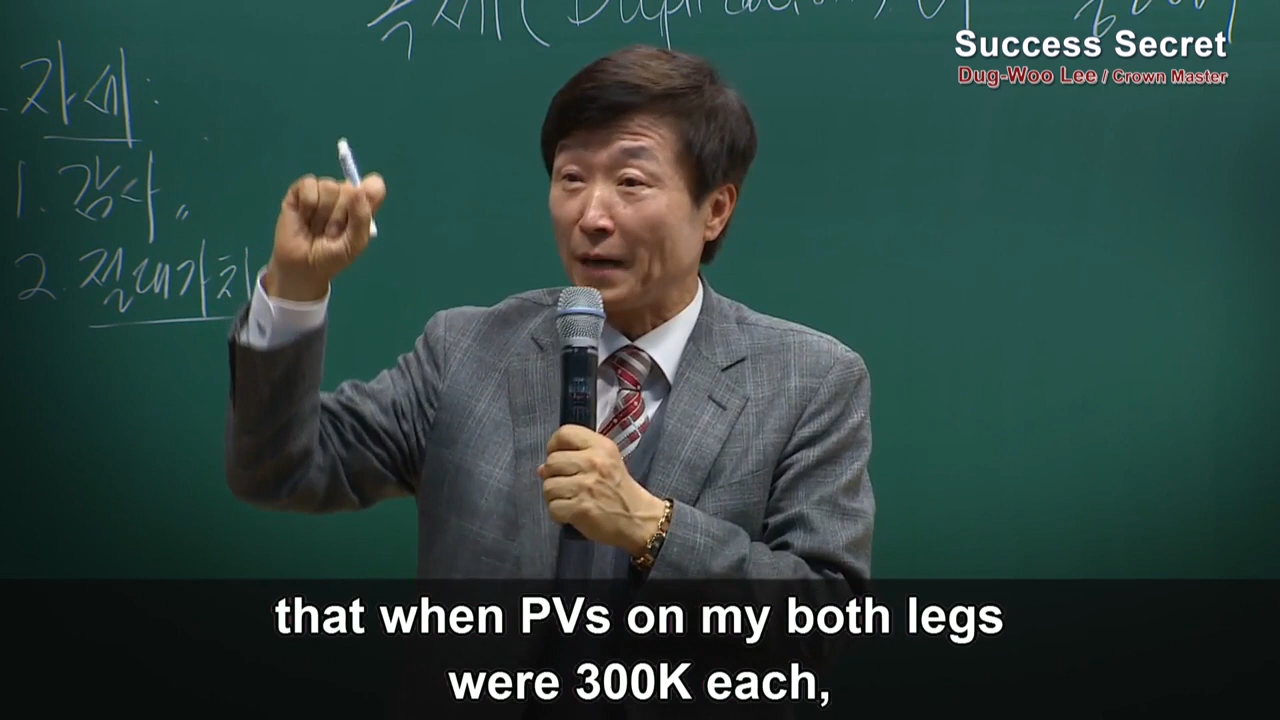 (Duplication)
Success Secret
Dug-Woo Lee / Crown Master
자세:
1. 감사
2. 절대가치
that when PVs on my both legs
were 300K each,